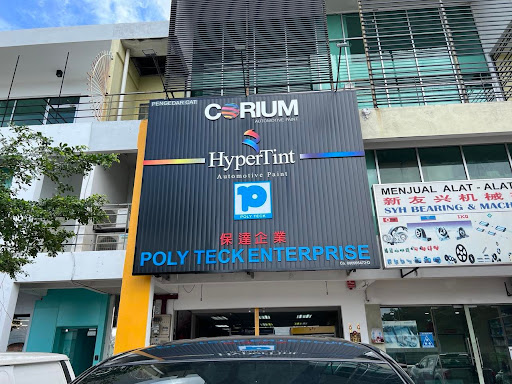 PENGEDAR CAT
CORIUM
AUTOMOTIVE PAINT
HyperTint
Automotive Paint
POLY TECK
保達企業
POLY TECK ENTERPRISE
MENJUAL ALAT - ALAT
新友兴机械
SYH BEARING & MACH